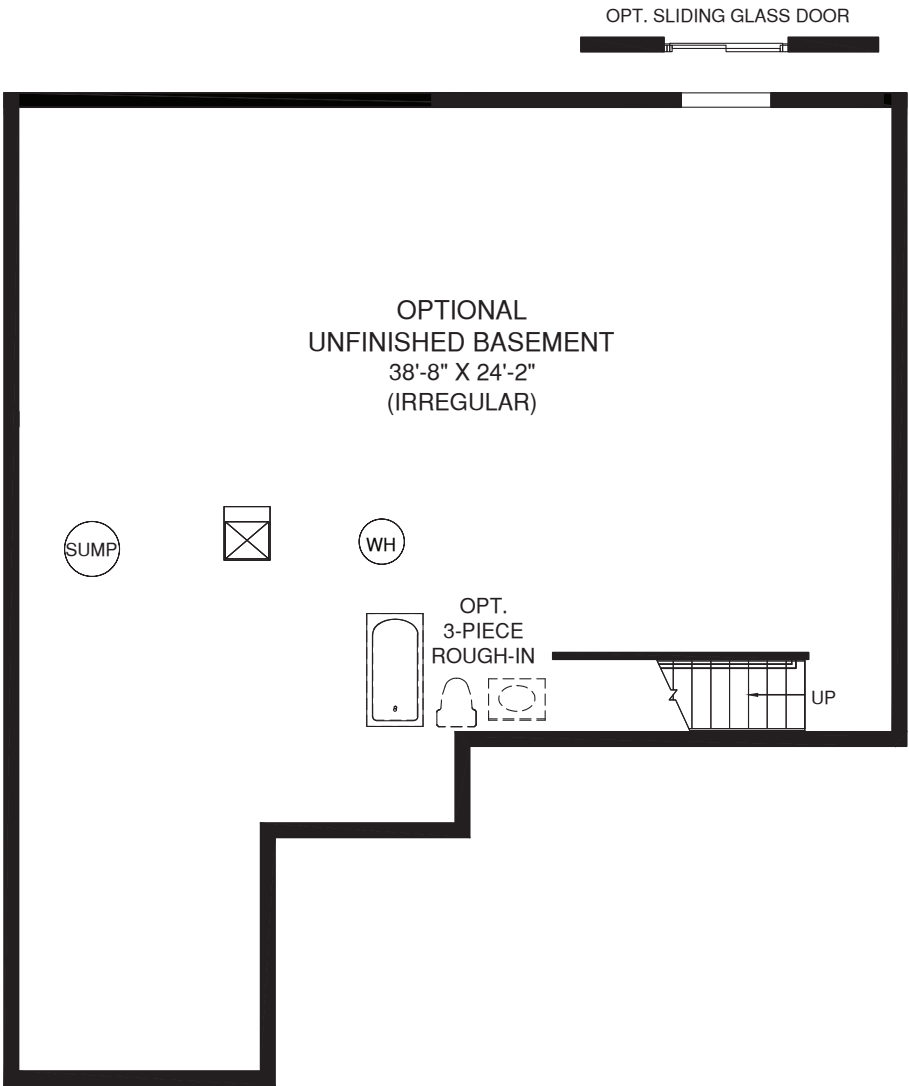 OPT. SLIDING GLASS DOOR
OPTIONAL
UNFINISHED BASEMENT
38'-8" X 24'-2"
(IRREGULAR)
SUMP
WH
OPT.
3-PIECE
ROUGH-IN
UP